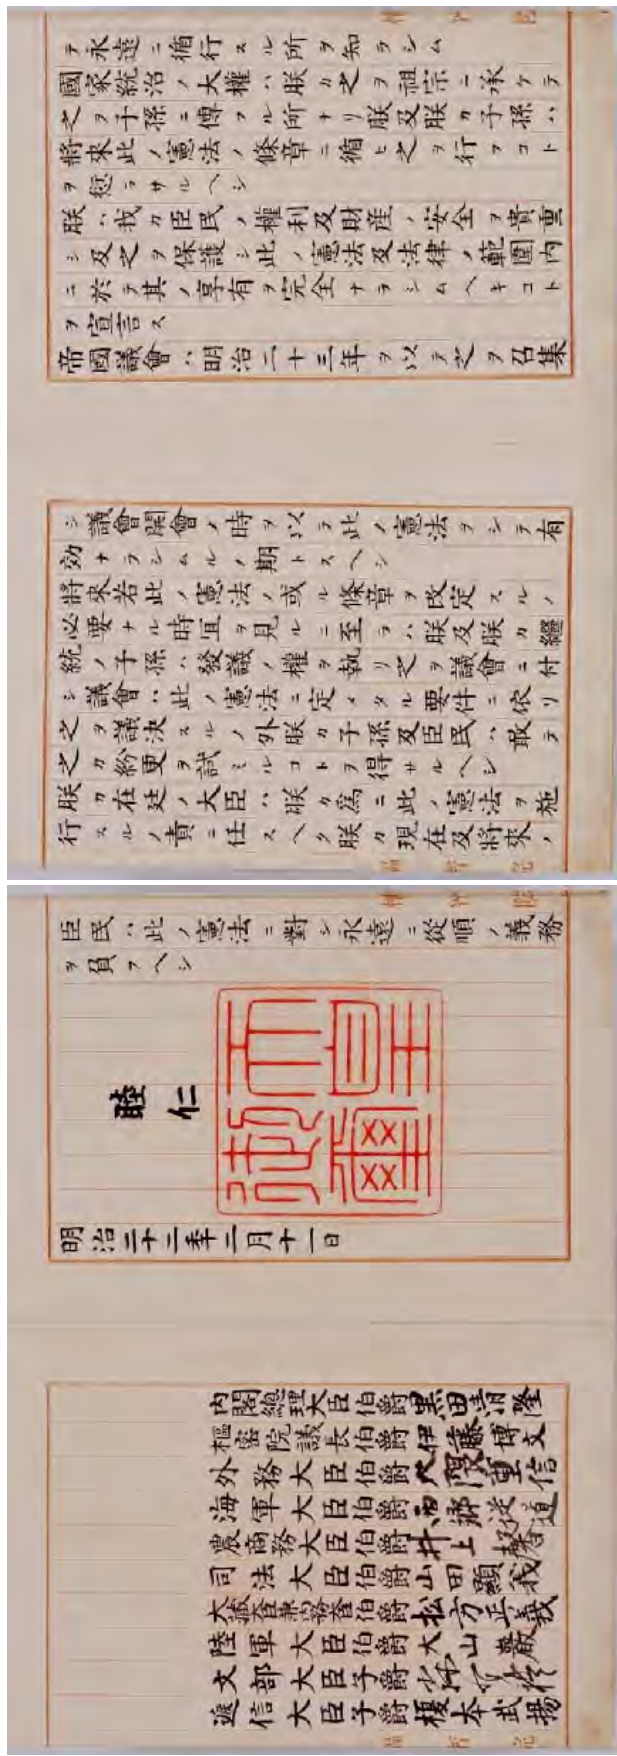 テ永遠ニ循行スル所ヲ知ラシム
國家統治ノ大權ハ朕カ之ヲ祖宗ニ承ケテ
之ヲ子孫ニ傳フル所ナリ朕及朕カ子孫ハ
將來此ノ憲法ノ條章ニ循ヒ之ヲ行フコト
ヲ愆ラサルヘシ
朕ハ我カ臣民ノ權利及財産ノ安全ヲ貴重
シ及之ヲ保護シ此ノ憲法及法律ノ範圍内
ニ於テ其ノ享有ヲ完全ナラシムヘキコト
ヲ宣言ス
帝國議會ハ明治二十三年ヲ以テ之ヲ召集
シ議會開會ノ時ヲ以テ此ノ憲法ヲシテ有
効ナラシムルノ期トスヘシ
將來若此ノ憲法ノ或ル條章ヲ改定スルノ
必要ナル時宜ヲ見ルニ至ラハ朕及朕カ繼
統ノ子孫ハ發議ノ權ヲ執リ之ヲ議會ニ付
シ議會ハ此ノ憲法ニ定メタル要件ニ依リ
之ヲ議決スルノ外朕カ子孫及臣民ハ敢テ
之カ紛更ヲ試ミルコトヲ得サルヘシ
朕カ在廷ノ大臣ハ朕カ爲ニ此ノ憲法ヲ施
行スルノ責ニ任スヘク朕カ現在及將來ノ
臣民ハ此ノ憲法ニ對シ永遠ニ從順ノ義務
ヲ負フヘシ
睦仁
天皇御璽
明治二十二年二月十一日
内閣總理大臣伯爵黒田清隆
樞密院議長伯爵伊藤博文
外務大臣伯爵大隈重信
海軍大臣伯爵西郷從道
農商務大臣伯爵井上馨
司法大臣伯爵山田顯義
大藏大臣兼内務大臣伯爵松方正義
陸軍大臣伯爵大山巖
文部大臣子爵森有禮
遞信大臣子爵榎本武揚